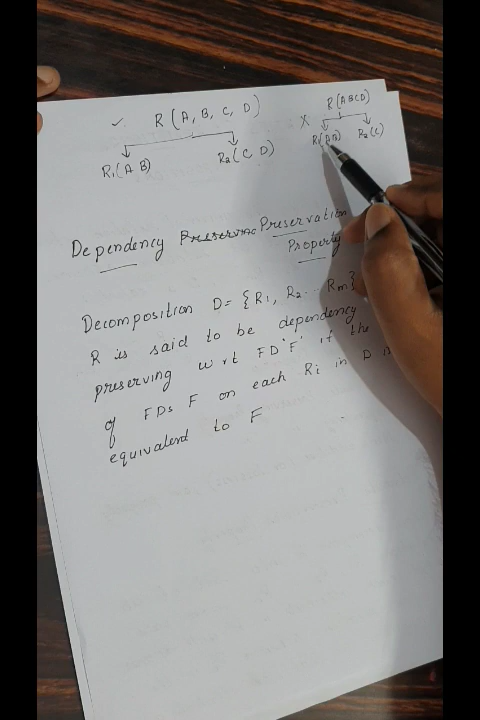 ✓ R (A, B, C, D)
R₁(A B) R₂(C, D)
X R(ABCD)
R₁(AB) R₂(C)
Dependency Preserving Preservation
Property
Decomposition D = {R₁, R₂ ... Rm}
R is said to be dependency
preserving wrt FD 'F' if the
of FDs F on each Ri in D
equivalent to F